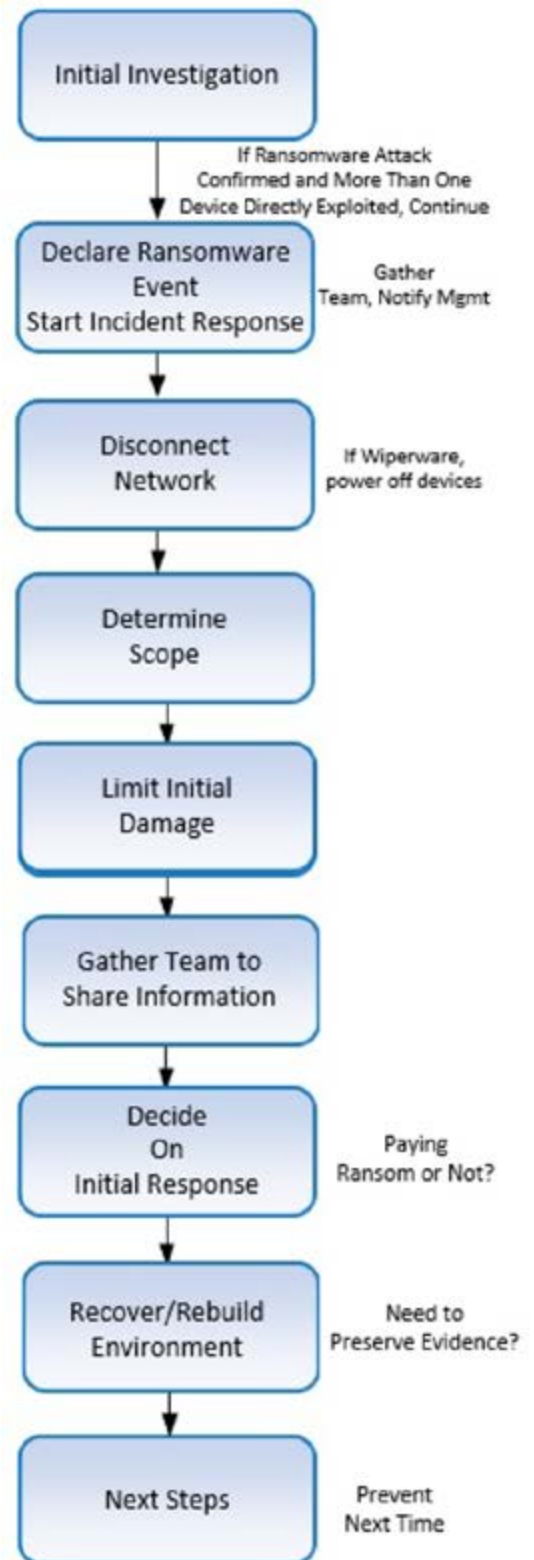 Initial Investigation
If Ransomware Attack
Confirmed and More Than One
Device Directly Exploited, Continue
Declare Ransomware
Event
Start Incident Response
Gather
Team, Notify Mgmt
Disconnect
Network
If Wiperware,
power off devices
Determine
Scope
Limit Initial
Damage
Gather Team to
Share Information
Decide
On
Initial Response
Paying
Ransom or Not?
Recover/Rebuild
Environment
Need to
Preserve Evidence?
Next Steps
Prevent
Next Time